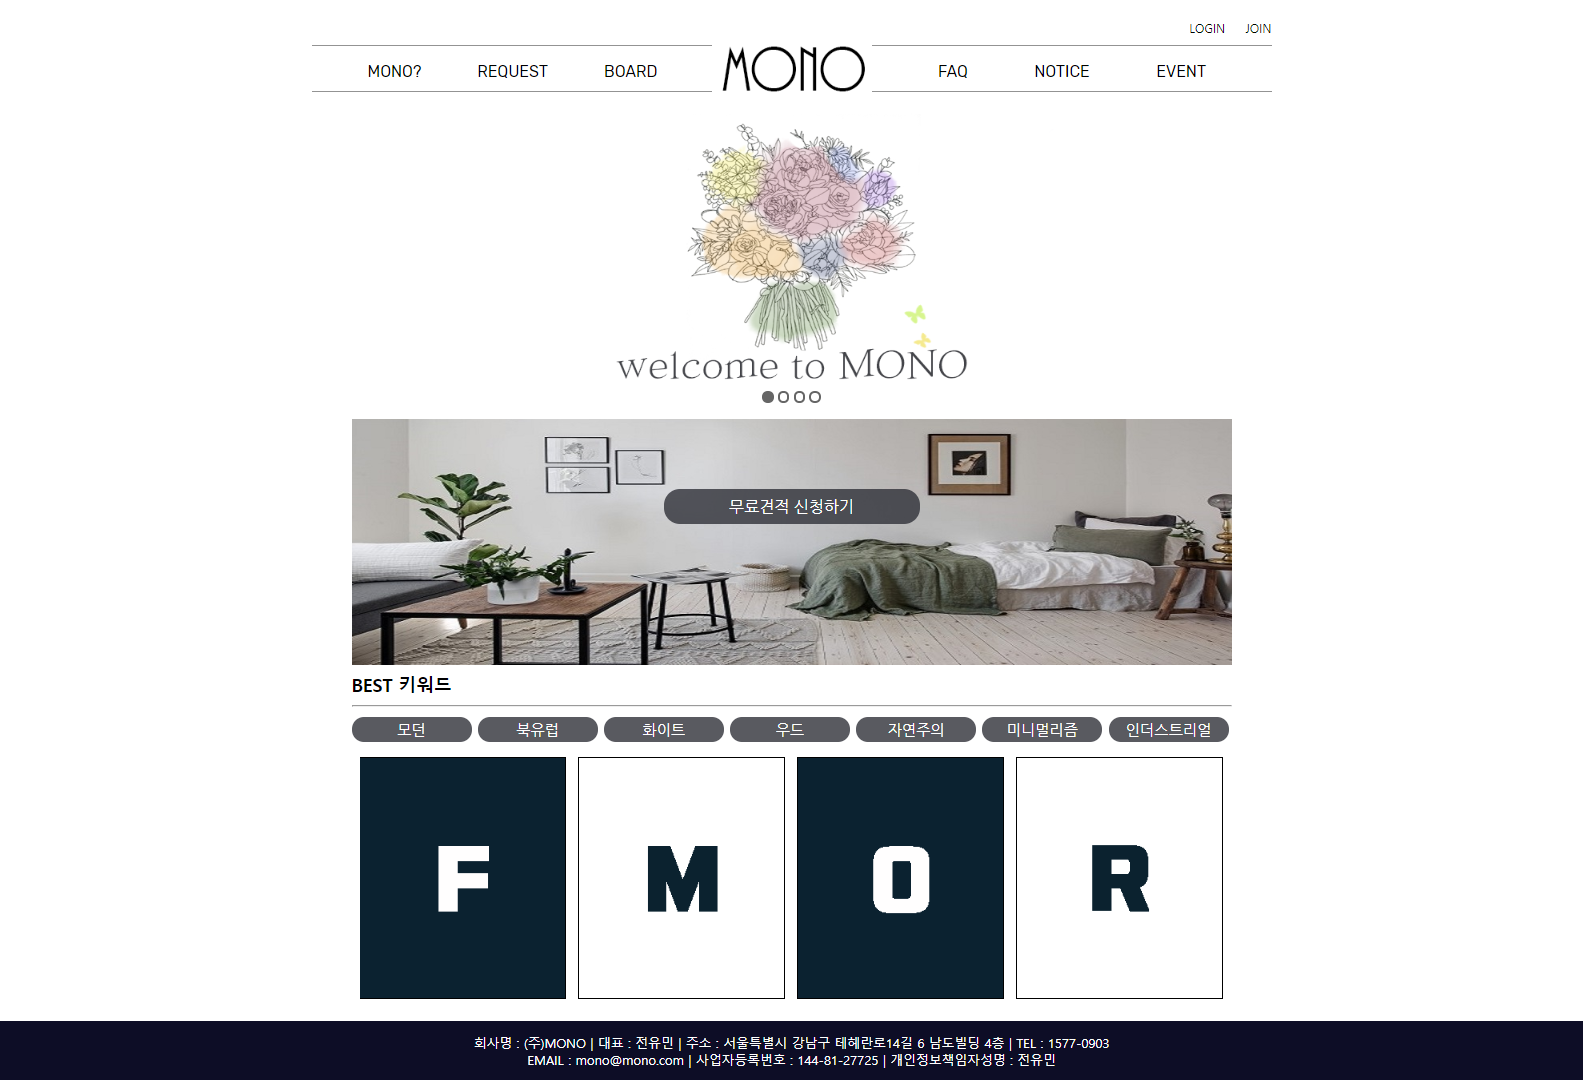 LOGIN JOIN
MONO? REQUEST BOARD MONO FAQ NOTICE EVENT
welcome to MONO
무료견적 신청하기
BEST 키워드
모던 북유럽 화이트 우드 자연주의 미니멀리즘 인더스트리얼
F M O R
회사명 : (주)MONO | 대표 : 전유민 | 주소 : 서울특별시 강남구 테헤란로14길 6 남도빌딩 4층 | TEL : 1577-0903
EMAIL : mono@mono.com | 사업자등록번호 : 144-81-27725 | 개인정보책임자성명 : 전유민